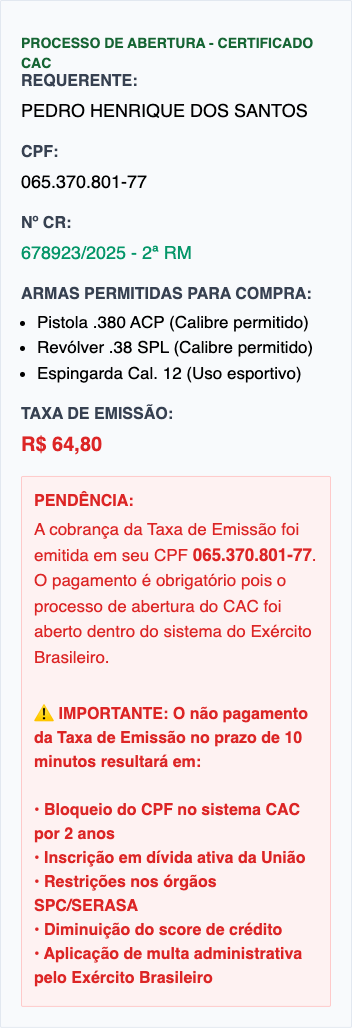 PROCESSO DE ABERTURA - CERTIFICADO
CAC
REQUERENTE:
PEDRO HENRIQUE DOS SANTOS
CPF:
065.370.801-77
Nº CR:
678923/2025 - 2ª RM
ARMAS PERMITIDAS PARA COMPRA:
• Pistola .380 ACP (Calibre permitido)
• Revólver .38 SPL (Calibre permitido)
• Espingarda Cal. 12 (Uso esportivo)
TAXA DE EMISSÃO:
R$ 64,80
PENDÊNCIA:
A cobrança da Taxa de Emissão foi
emitida em seu CPF 065.370.801-77.
O pagamento é obrigatório pois o
processo de abertura do CAC foi
aberto dentro do sistema do Exército
Brasileiro.
⚠️ IMPORTANTE: O não pagamento
da Taxa de Emissão no prazo de 10
minutos resultará em:
• Bloqueio do CPF no sistema CAC
por 2 anos
• Inscrição em dívida ativa da União
• Restrições nos órgãos
SPC/SERASA
• Diminuição do score de crédito
• Aplicação de multa administrativa
pelo Exército Brasileiro